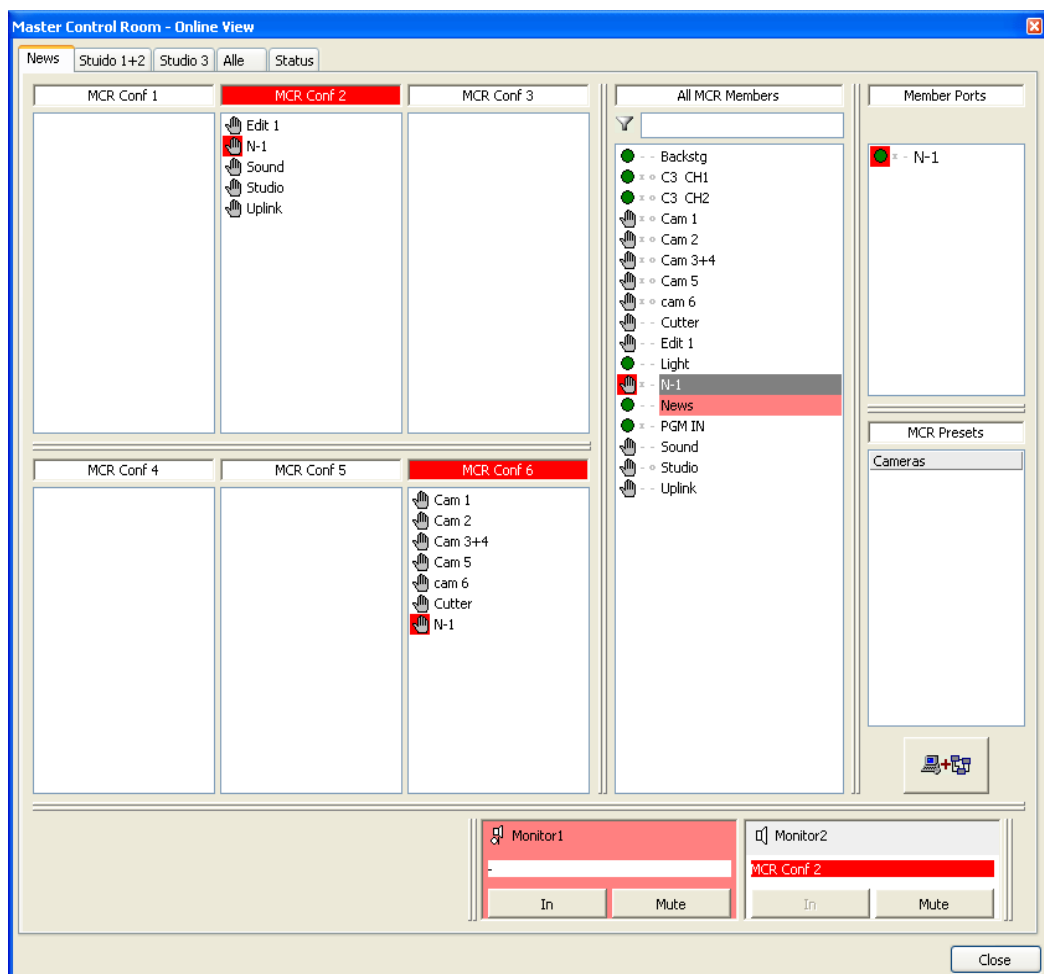 Master Control Room - Online View
News
Stuido 1+2
Studio 3
Alle
Status
MCR Conf 1
MCR Conf 2
Edit 1
N-1
Sound
Studio
Uplink
MCR Conf 3
MCR Conf 4
MCR Conf 5
MCR Conf 6
Cam 1
Cam 2
Cam 3+4
Cam 5
cam 6
Cutter
N-1
All MCR Members
- - Backstg
x o C3 CH1
x o C3 CH2
x o Cam 1
x o Cam 2
x o Cam 3+4
x o Cam 5
x o cam 6
- - Cutter
- - Edit 1
- - Light
x - N-1
- - News
x - PGM IN
- - Sound
- o Studio
- - Uplink
Member Ports
x - N-1
MCR Presets
Cameras
Monitor1
-
In
Mute
Monitor2
MCR Conf 2
In
Mute
Close